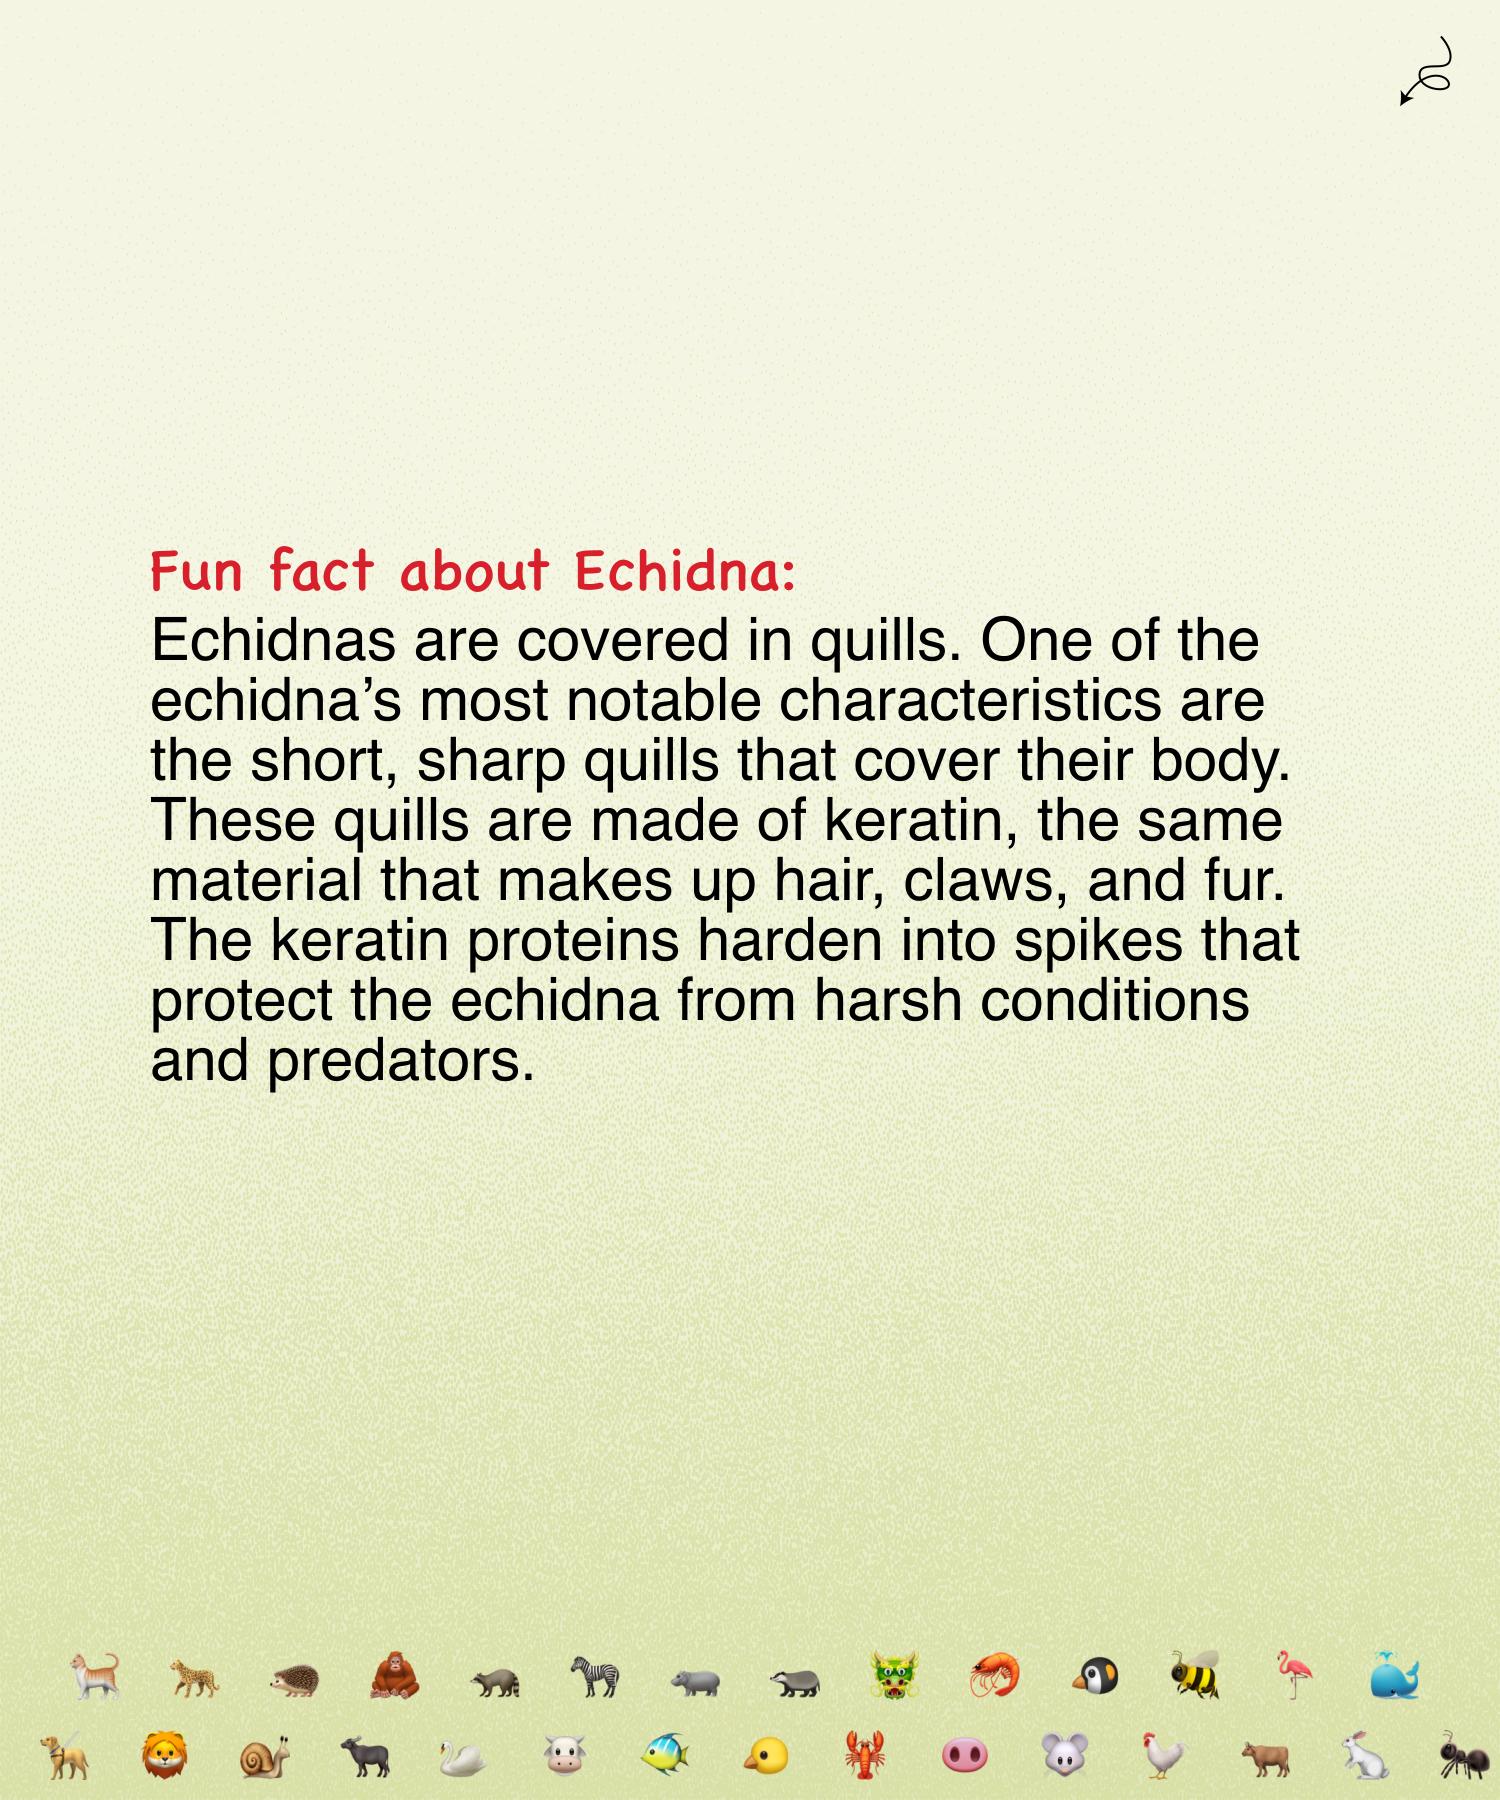 Fun fact about Echidna:
Echidnas are covered in quills. One of the
echidna’s most notable characteristics are
the short, sharp quills that cover their body.
These quills are made of keratin, the same
material that makes up hair, claws, and fur.
The keratin proteins harden into spikes that
protect the echidna from harsh conditions
and predators.